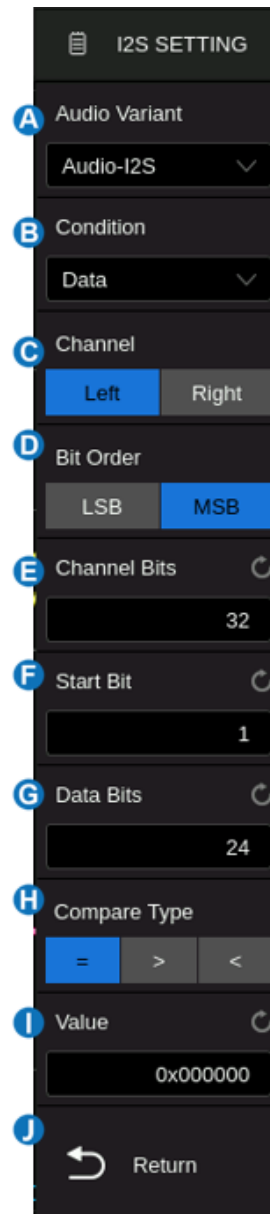 I2S SETTING
A Audio Variant
Audio-I2S
B Condition
Data
C Channel
Left Right
D Bit Order
LSB MSB
E Channel Bits
32
F Start Bit
1
G Data Bits
24
H Compare Type
= > <
I Value
0x000000
J Return